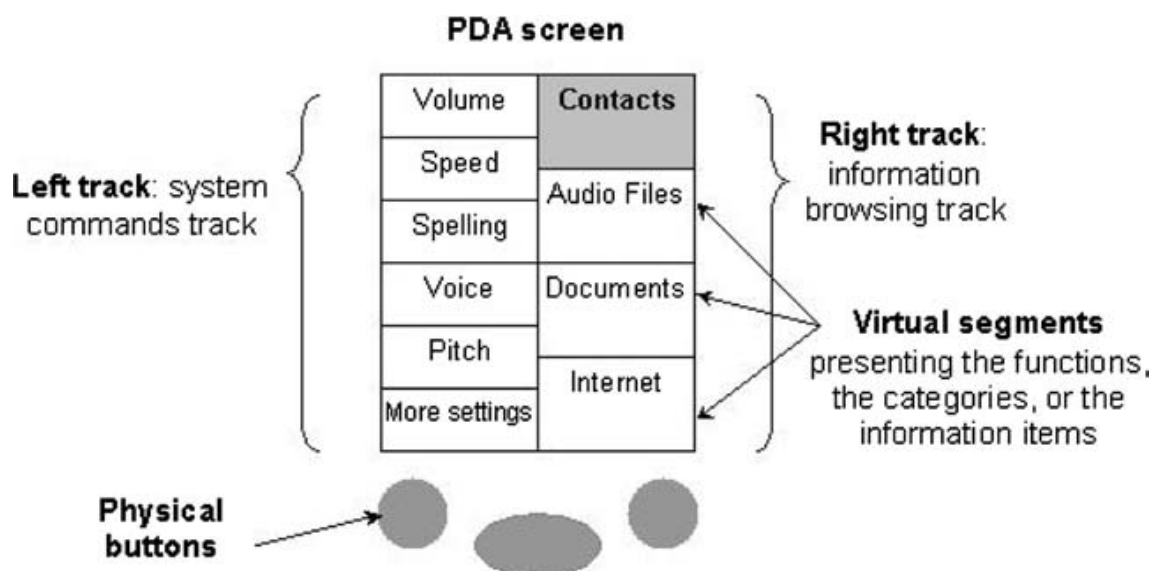 PDA screen
Left track: system
commands track
Volume
Speed
Spelling
Voice
Pitch
More settings
Contacts
Audio Files
Documents
Internet
Right track:
information
browsing track
Virtual segments
presenting the functions,
the categories, or the
information items
Physical
buttons